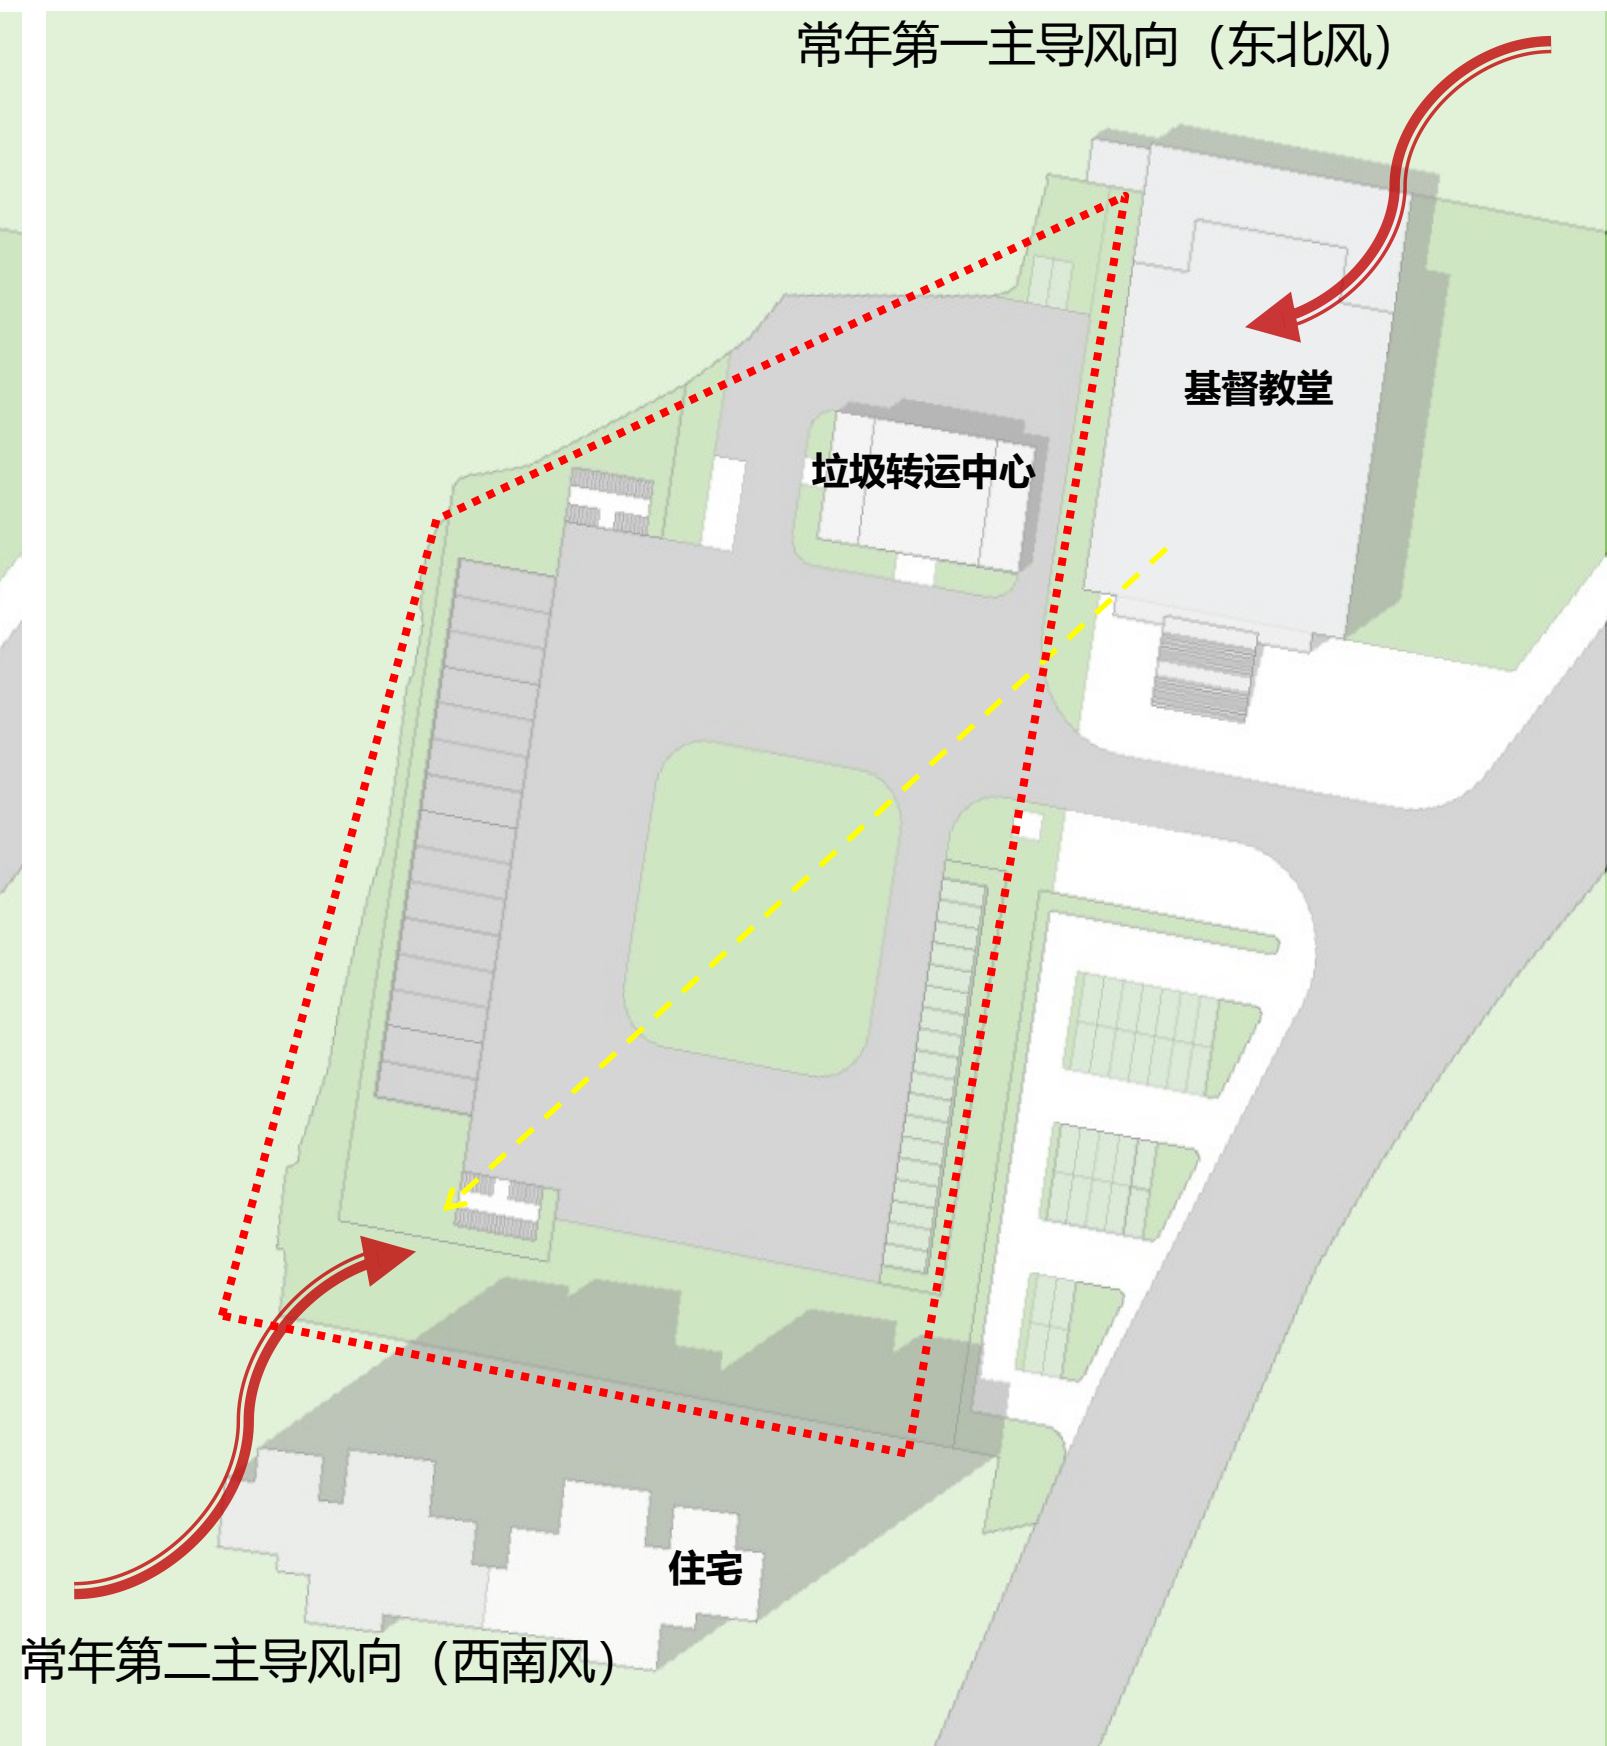 常年第一主导风向（东北风）
基督教堂
垃圾转运中心
住宅
常年第二主导风向（西南风）